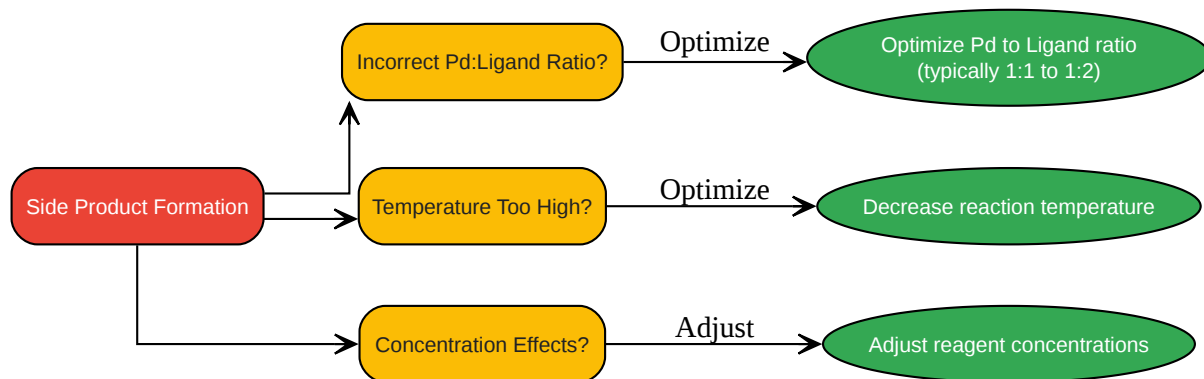 Incorrect Pd:Ligand Ratio?
Optimize
Optimize Pd to Ligand ratio
(typically 1:1 to 1:2)
Side Product Formation
Temperature Too High?
Optimize
Decrease reaction temperature
Concentration Effects?
Adjust
Adjust reagent concentrations